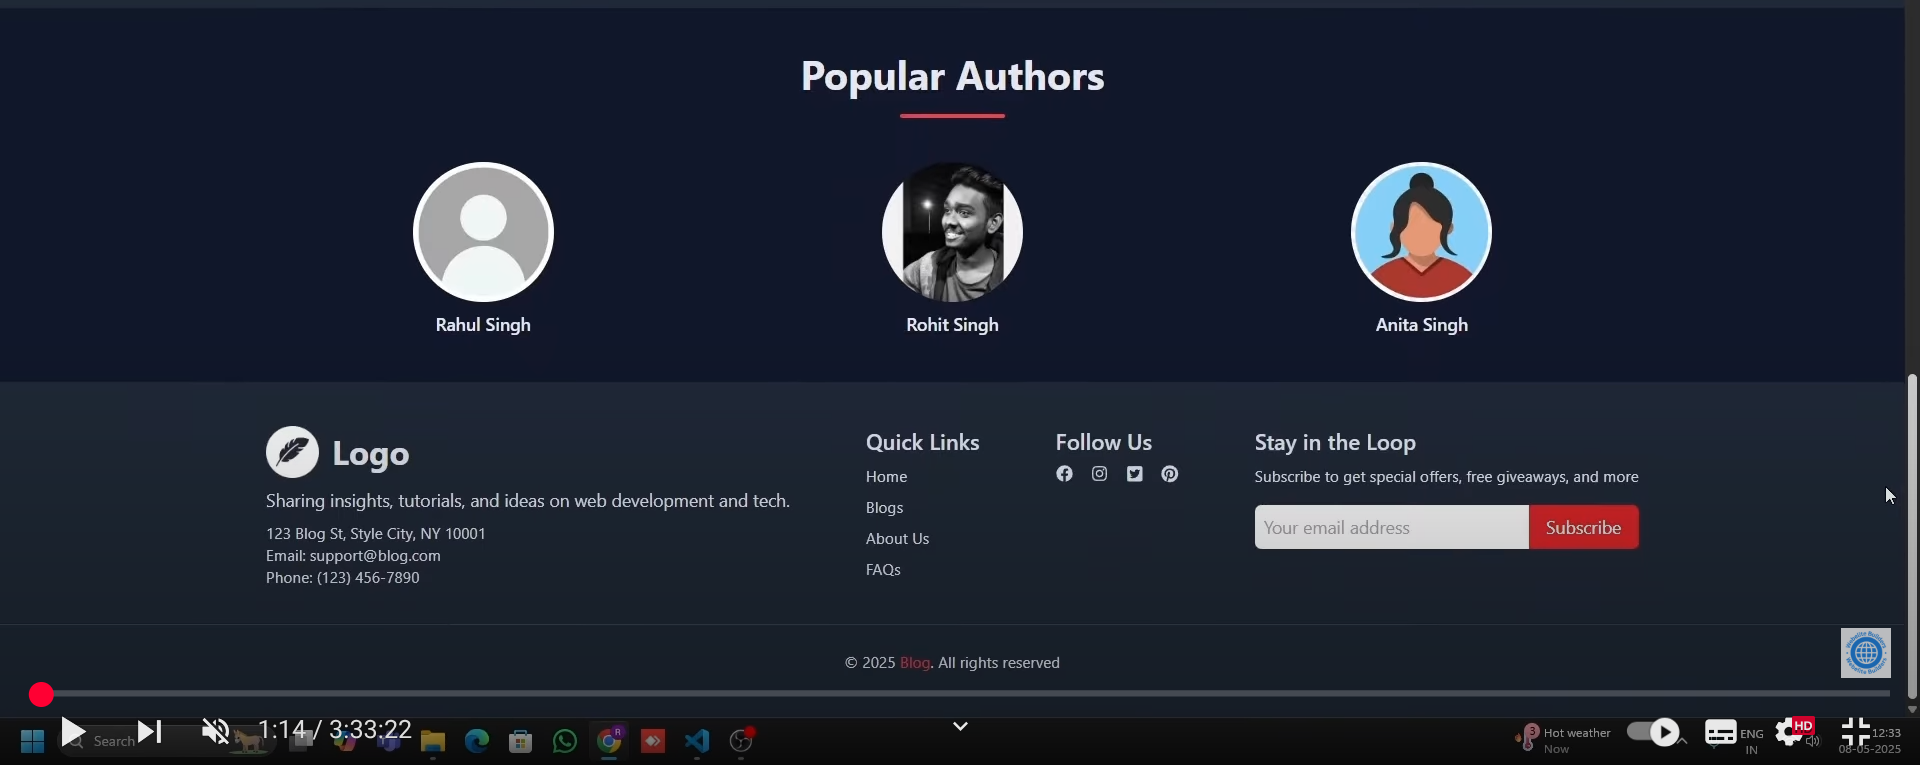 Popular Authors
Rahul Singh
Rohit Singh
Anita Singh
Logo
Sharing insights, tutorials, and ideas on web development and tech.
123 Blog St, Style City, NY 10001
Email: support@blog.com
Phone: (123) 456-7890
Quick Links
Home
Blogs
About Us
FAQs
Follow Us
Stay in the Loop
Subscribe to get special offers, free giveaways, and more
Your email address
Subscribe
© 2025 Blog. All rights reserved
Website Builders
1:14 / 3:33:22
Search
R
3
Hot weather
Now
ENG
IN
HD
12:33
08-05-2025